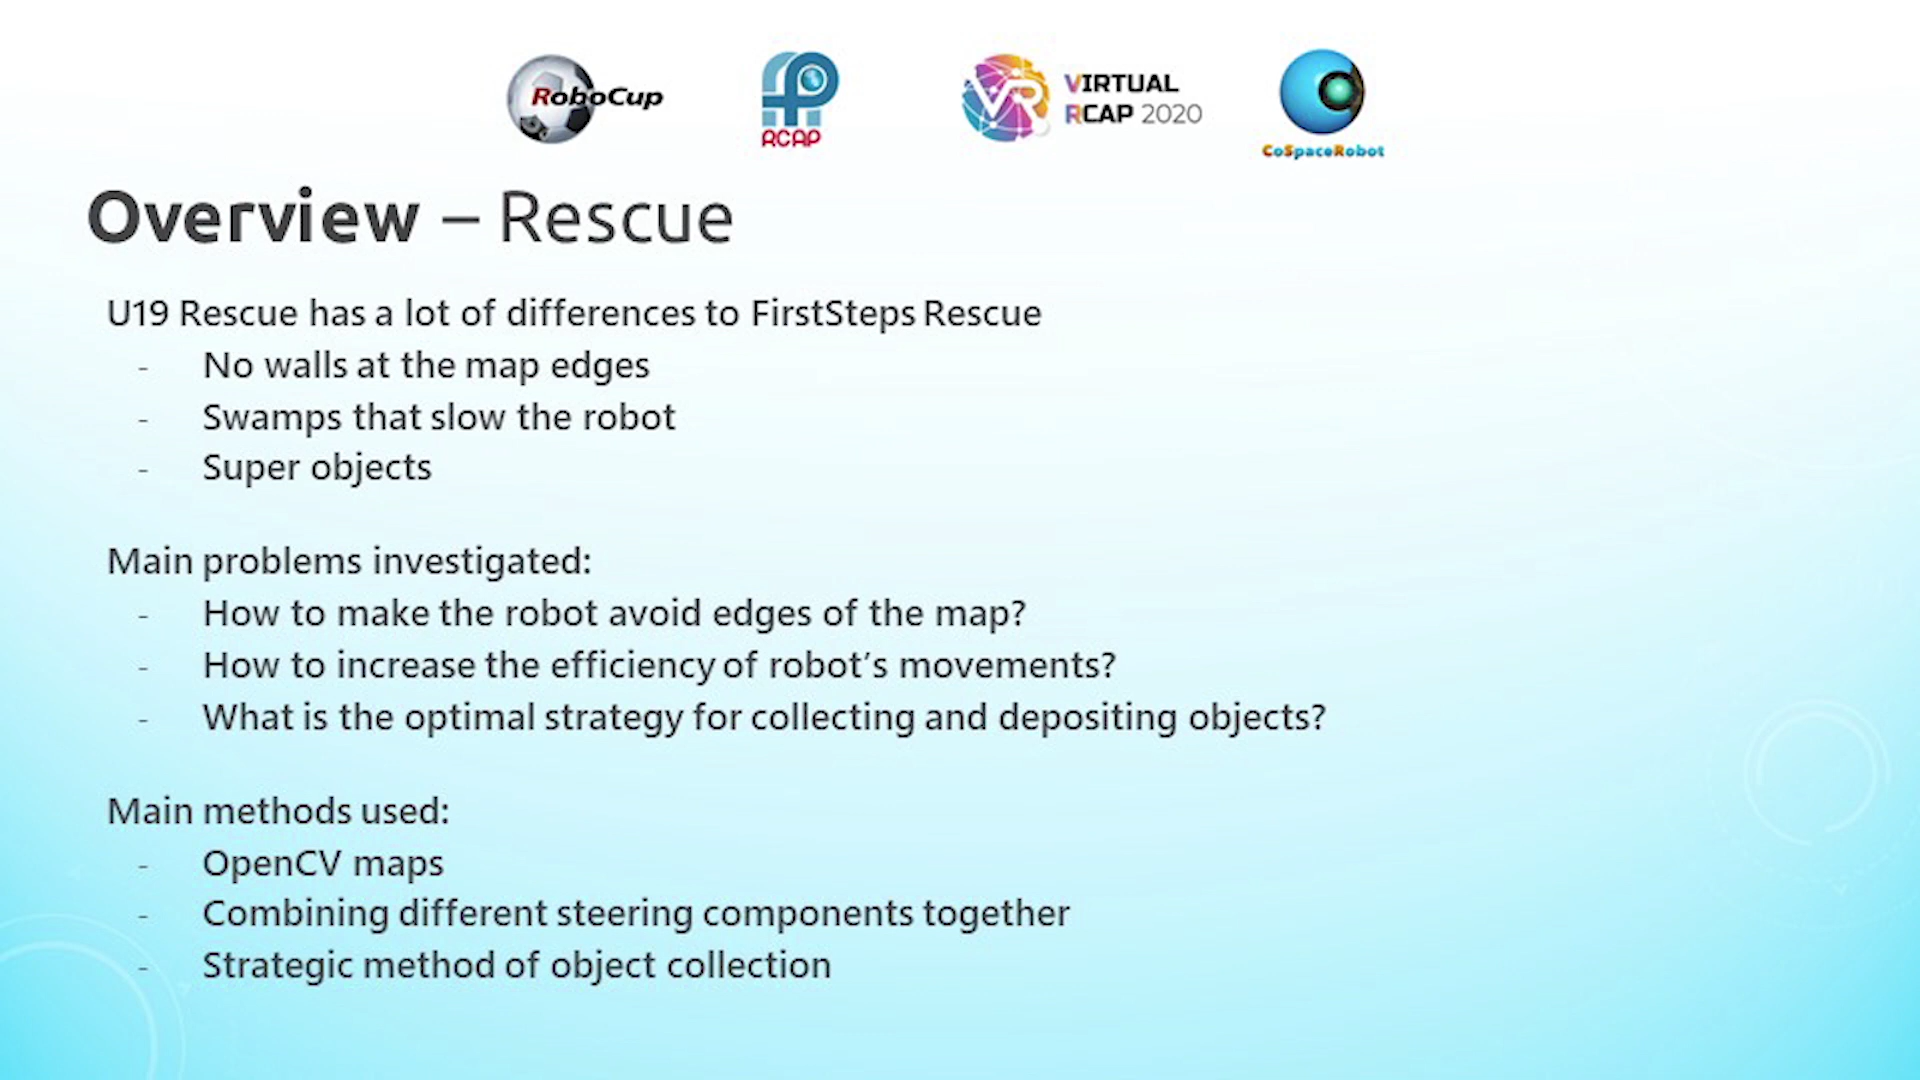 RoboCup
RCAP
VR
VIRTUAL
RCAP 2020
CoSpaceRobot
Overview – Rescue
U19 Rescue has a lot of differences to FirstSteps Rescue
- No walls at the map edges
- Swamps that slow the robot
- Super objects
Main problems investigated:
- How to make the robot avoid edges of the map?
- How to increase the efficiency of robot’s movements?
- What is the optimal strategy for collecting and depositing objects?
Main methods used:
- OpenCV maps
- Combining different steering components together
- Strategic method of object collection